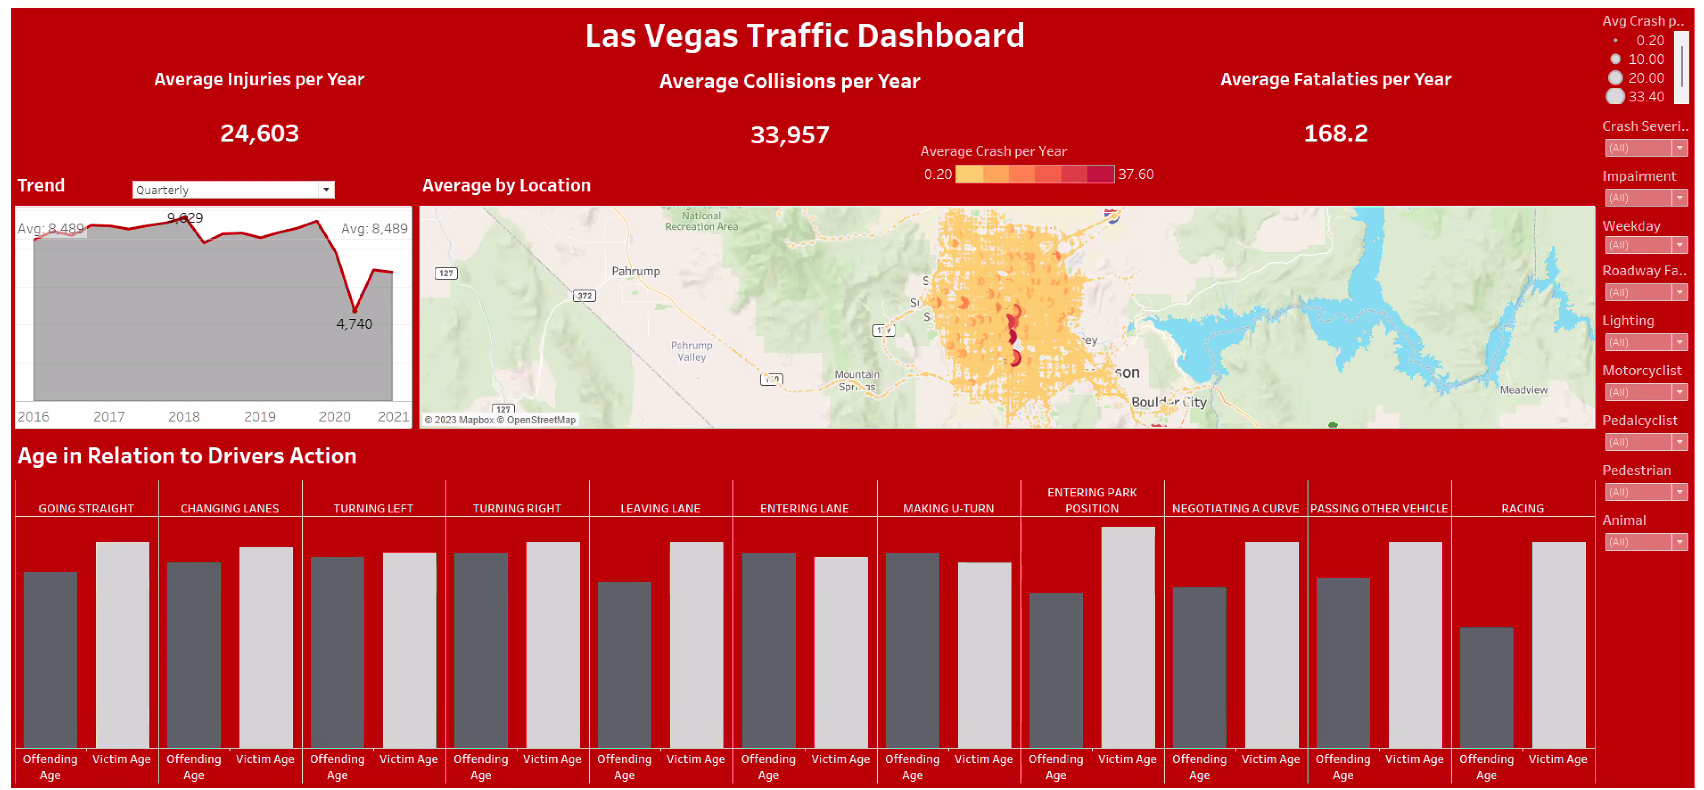 Las Vegas Traffic Dashboard
Average Injuries per Year
Average Collisions per Year
Average Fatalaties per Year
24,603
33,957
168.2
Average Crash per Year
0.20
37.60
Trend
Quarterly
Average by Location
9,629
Avg: 8,489
Avg: 8,489
4,740
2016 2017 2018 2019 2020 2021
National
Recreation Area
127
Pahrump
372
Pahrump
Valley
Mountain
Springs
127
Boulder City
Meadview
© 2023 Mapbox © OpenStreetMap
Avg Crash p..
0.20
10.00
20.00
33.40
Crash Severi..
(All)
Impairment
(All)
Weekday
(All)
Roadway Fa..
(All)
Lighting
(All)
Motorcyclist
(All)
Pedalcyclist
(All)
Pedestrian
(All)
Animal
(All)
Age in Relation to Drivers Action
GOING STRAIGHT
CHANGING LANES
TURNING LEFT
TURNING RIGHT
LEAVING LANE
ENTERING LANE
MAKING U-TURN
ENTERING PARK
POSITION
NEGOTIATING A CURVE
PASSING OTHER VEHICLE
RACING
Offending
Age
Victim Age
Offending
Age
Victim Age
Offending
Age
Victim Age
Offending
Age
Victim Age
Offending
Age
Victim Age
Offending
Age
Victim Age
Offending
Age
Victim Age
Offending
Age
Victim Age
Offending
Age
Victim Age
Offending
Age
Victim Age
Offending
Age
Victim Age